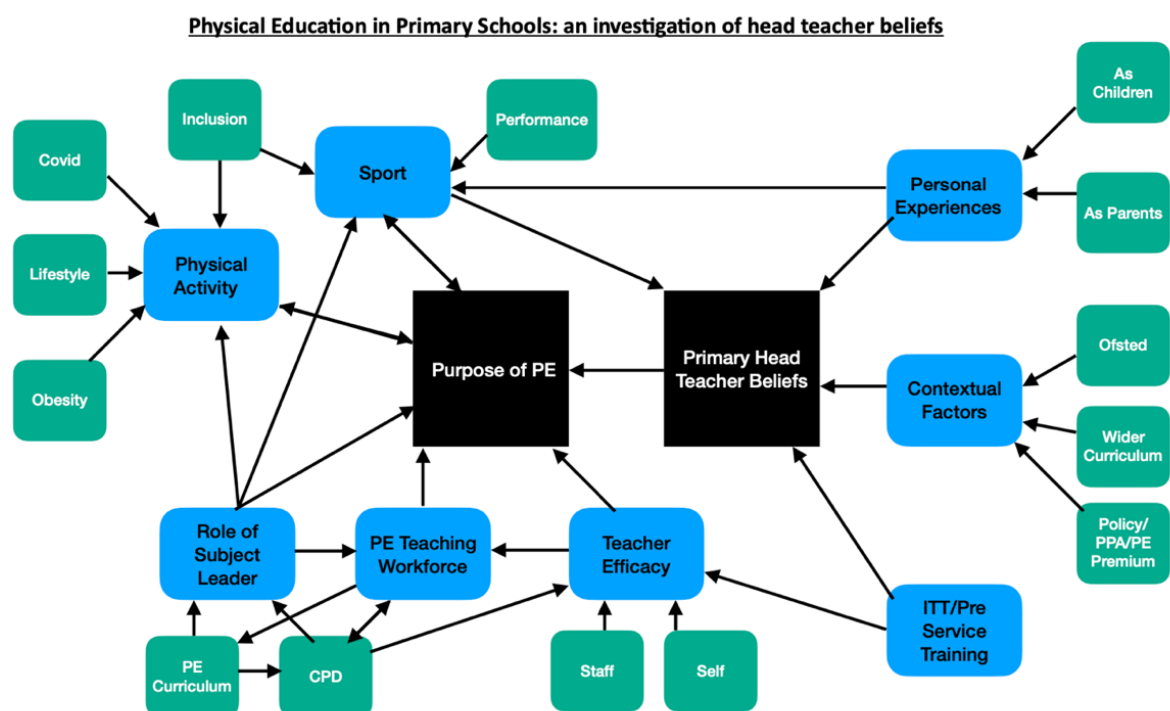 Physical Education in Primary Schools: an investigation of head teacher beliefs
As
Children
Inclusion
Performance
Covid
Sport
Personal
Experiences
As Parents
Lifestyle
Physical
Activity
Obesity
Purpose of PE
Primary Head
Teacher Beliefs
Ofsted
Contextual
Factors
Wider
Curriculum
Policy/
PPA/PE
Premium
Role of
Subject
Leader
PE Teaching
Workforce
Teacher
Efficacy
ITT/Pre
Service
Training
PE
Curriculum
CPD
Staff
Self